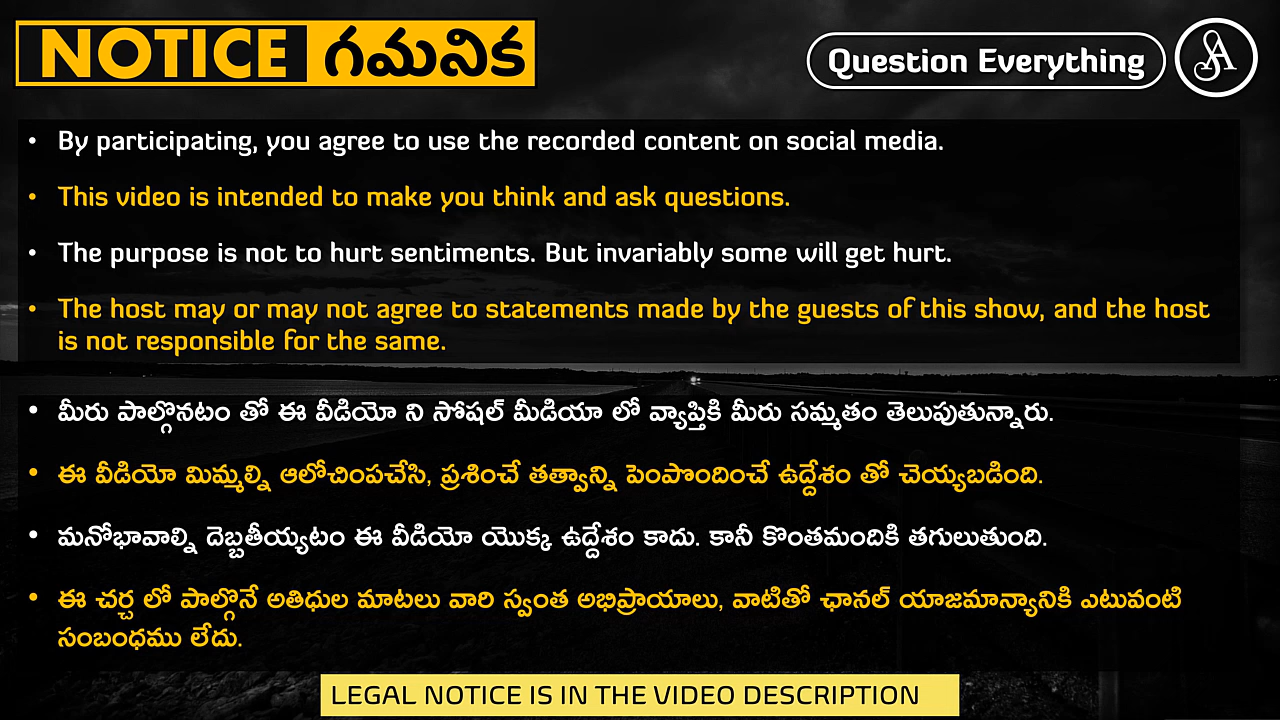 NOTICE గమనిక
Question Everything
• By participating, you agree to use the recorded content on social media.
• This video is intended to make you think and ask questions.
• The purpose is not to hurt sentiments. But invariably some will get hurt.
• The host may or may not agree to statements made by the guests of this show, and the host
is not responsible for the same.
• మీరు పాల్గొనటం తో ఈ వీడియో ని సోషల్ మీడియా లో వ్యాప్తికి మీరు సమ్మతం తెలుపుతున్నారు.
• ఈ వీడియో మిమ్మల్ని ఆలోచింపచేసి, ప్రశించే తత్వాన్ని పెంపొందించే ఉద్దేశం తో చెయ్యబడింది.
• మనోభావాల్ని దెబ్బతీయ్యటం ఈ వీడియో యొక్క ఉద్దేశం కాదు. కానీ కొంతమందికి తగులుతుంది.
• ఈ చర్చ లో పాల్గొనే అతిధుల మాటలు వారి స్వంత అభిప్రాయాలు, వాటితో ఛానల్ యాజమాన్యానికి ఎటువంటి
సంబంధము లేదు.
LEGAL NOTICE IS IN THE VIDEO DESCRIPTION